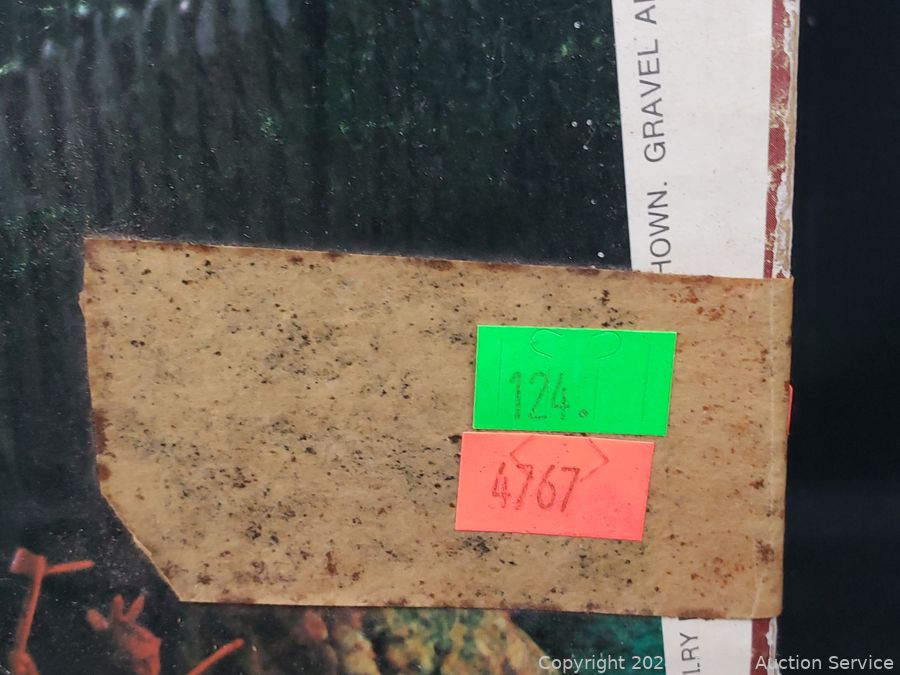 HOWN. GRAVEL
124.
4767
LRY
Copyright 202 Auction Service